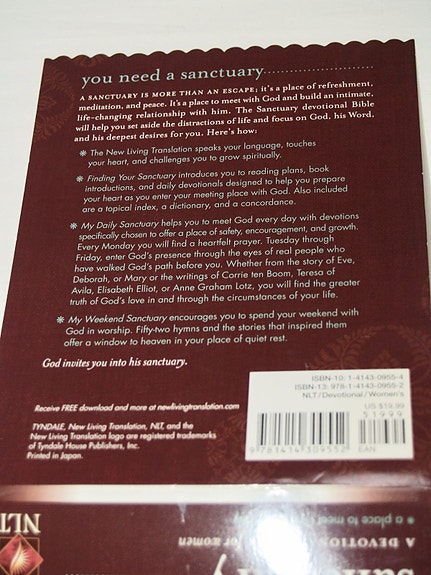 you need a sanctuary..........................
A SANCTUARY IS MORE THAN AN ESCAPE; it's a place of refreshment,
meditation, and peace. It's a place to meet with God and build an intimate,
life-changing relationship with him. The Sanctuary devotional Bible
will help you set aside the distractions of life and focus on God, his Word,
and his deepest desires for you. Here's how:
❋ The New Living Translation speaks your language, touches
your heart, and challenges you to grow spiritually.
❋ Finding Your Sanctuary introduces you to reading plans, book
introductions, and daily devotionals designed to help you prepare
your heart as you enter your meeting place with God. Also included
are a topical index, a dictionary, and a concordance.
❋ My Daily Sanctuary helps you to meet God every day with devotions
specifically chosen to offer a place of safety, encouragement, and growth.
Every Monday you will find a heartfelt prayer. Tuesday through
Friday, enter God's presence through the eyes of real people who
have walked God's path before you. Whether from the story of Eve,
Deborah, or Mary or the writings of Corrie ten Boom, Teresa of
Avila, Elisabeth Elliot, or Anne Graham Lotz, you will find the greater
truth of God's love in and through the circumstances of your life.
❋ My Weekend Sanctuary encourages you to spend your weekend with
God in worship. Fifty-two hymns and the stories that inspired them
offer a window to heaven in your place of quiet rest.
God invites you into his sanctuary.
ISBN-10: 1-4143-0955-4
ISBN-13: 978-1-4143-0955-2
NLT/Devotional/Women's
US $19.99
51999
9 781414 309552 EAN
Receive FREE download and more at newlivingtranslation.com
TYNDALE, New Living Translation, NLT, and the
New Living Translation logo are registered trademarks
of Tyndale House Publishers, Inc.
Printed in Japan.
❋ a place to meet
A DEVOTION for women
NLT